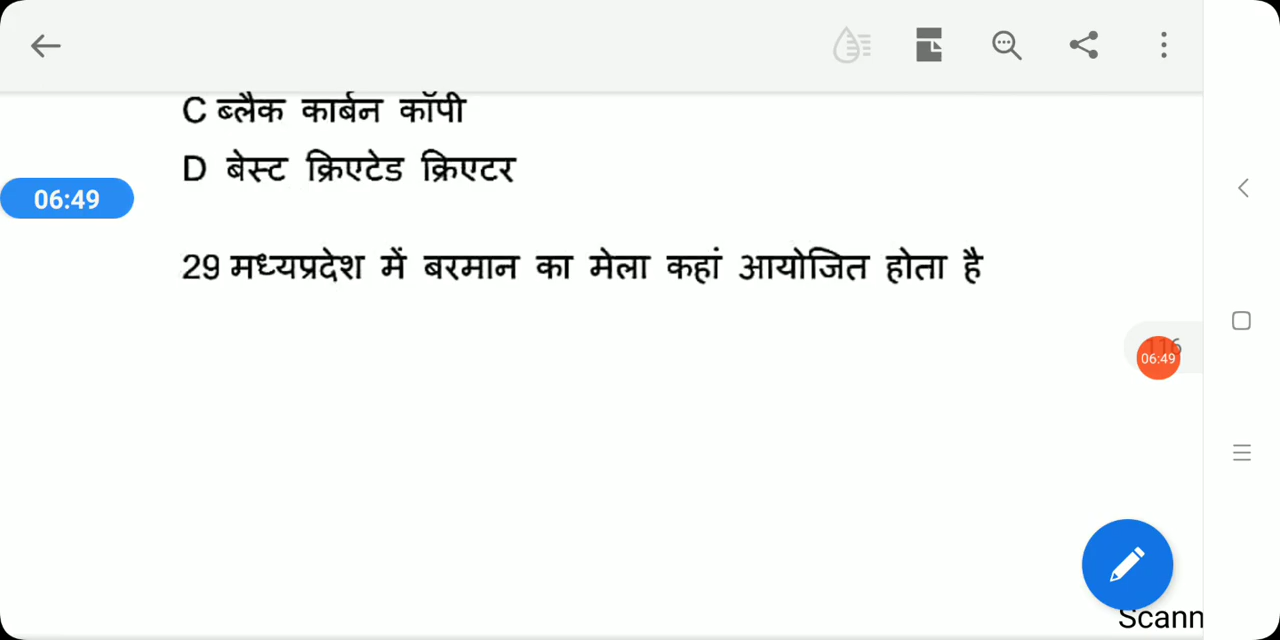 C ब्लैक कार्बन कॉपी
D बेस्ट क्रिएटेड क्रिएटर
06:49
29 मध्यप्रदेश में बरमान का मेला कहां आयोजित होता है
06:49
Scann